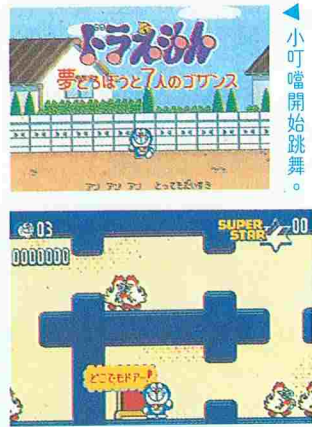 ドラえもん
夢どろぼうと7人のゴザンス
アン アン アン とってもだいすき
◀小叮噹開始跳舞。
03
SUPER STAR 00
0000000
どこでもドアー